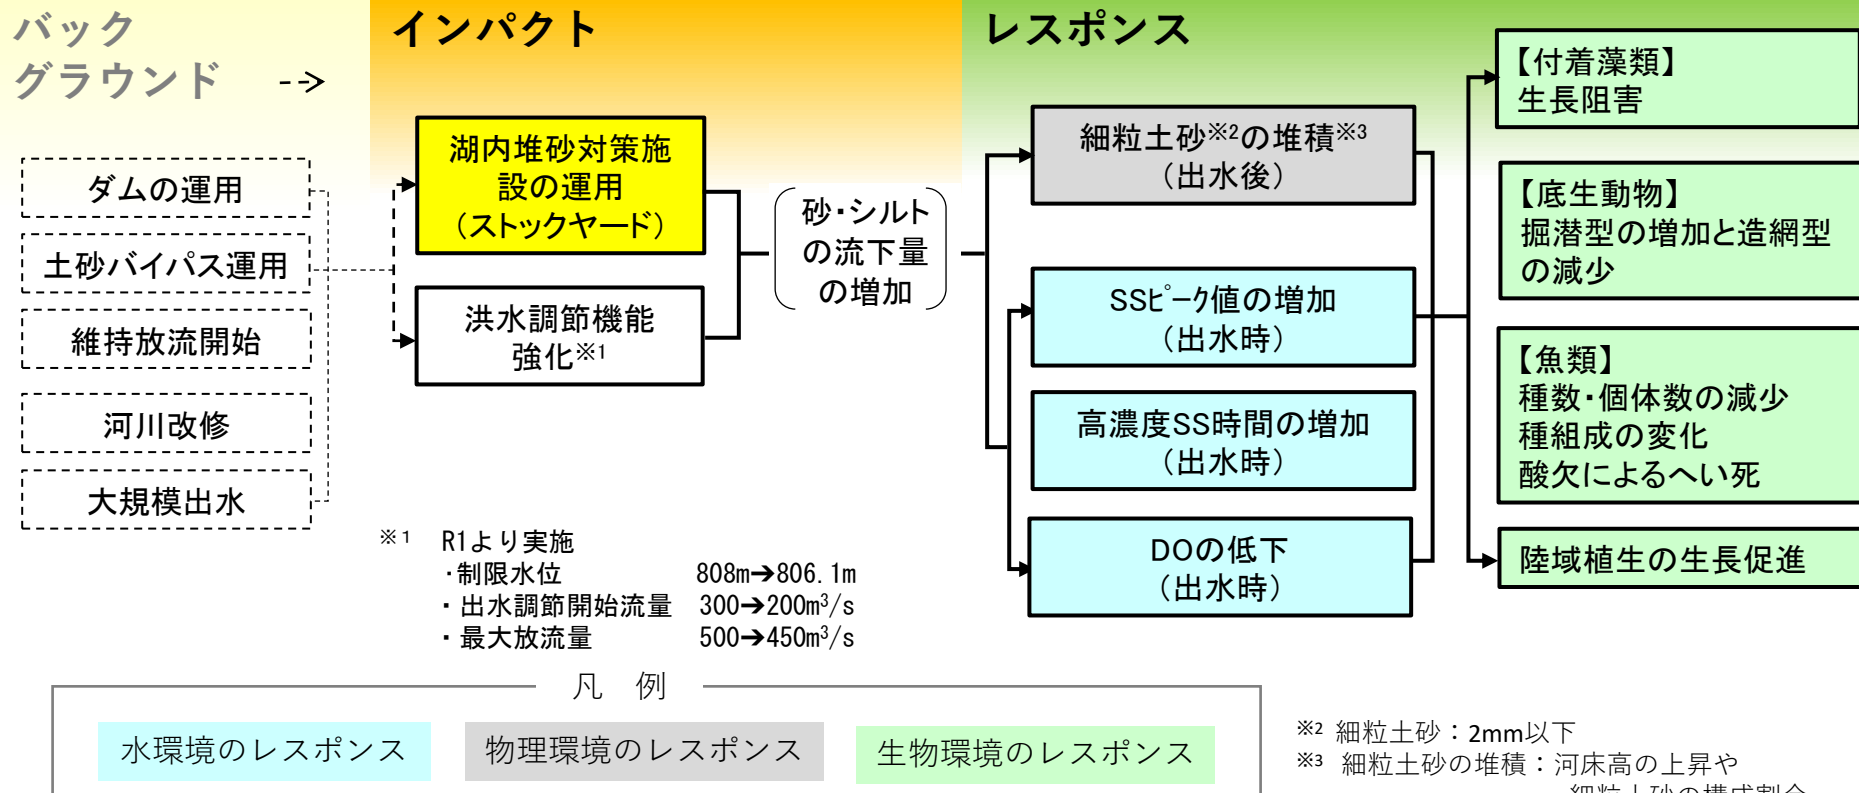 バック
グラウンド
インパクト
レスポンス
ダムの運用
土砂バイパス運用
維持放流開始
河川改修
大規模出水
湖内堆砂対策施
設の運用
（ストックヤード）
洪水調節機能
強化※1
砂・シルト
の流下量
の増加
細粒土砂※2の堆積※3
（出水後）
SSピーク値の増加
（出水時）
高濃度SS時間の増加
（出水時）
DOの低下
（出水時）
【付着藻類】
生長阻害
【底生動物】
掘潜型の増加と造網型
の減少
【魚類】
種数・個体数の減少
種組成の変化
酸欠によるへい死
陸域植生の生長促進
※1 R1より実施
・制限水位 808m➔806.1m
・出水調節開始流量 300➔200m³/s
・最大放流量 500➔450m³/s
凡 例
水環境のレスポンス
物理環境のレスポンス
生物環境のレスポンス
※2 細粒土砂：2mm以下
※3 細粒土砂の堆積：河床高の上昇や
細粒土砂の構成割合